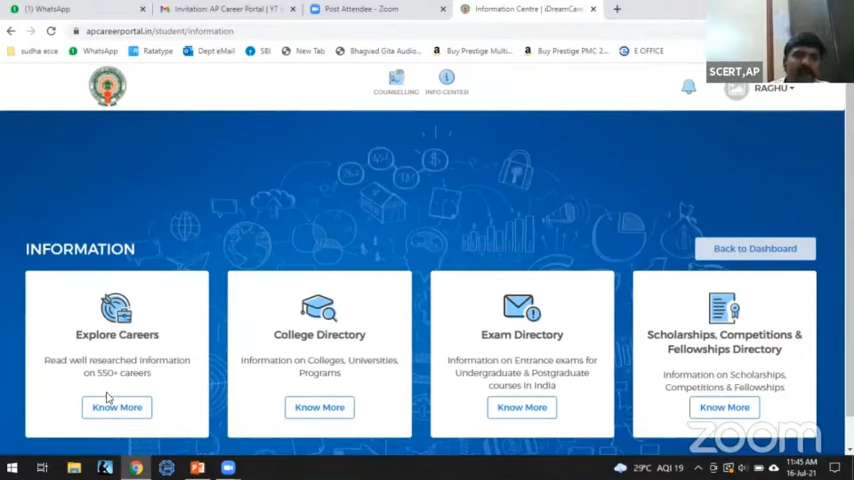 (1) WhatsApp
Invitation: AP Career Portal | YT
Post Attendee - Zoom
Information Centre | iDreamCare
apcareerportal.in/student/information
sudha ecce
WhatsApp
Ratatype
Dept eMail
SBI
New Tab
Bhagvad Gita Audio...
Buy Prestige Multi...
Buy Prestige PMC 2...
E OFFICE
SCERT,AP
COUNSELLING
INFO CENTER
RAGHU
INFORMATION
Back to Dashboard
Explore Careers
Read well researched information
on 550+ careers
Know More
College Directory
Information on Colleges, Universities,
Programs
Know More
Exam Directory
Information on Entrance exams for
Undergraduate & Postgraduate
courses in India
Know More
Scholarships, Competitions &
Fellowships Directory
Information on Scholarships,
Competitions & Fellowships
Know More
zoom
29°C AQI 19
11:45 AM
16-Jul-21